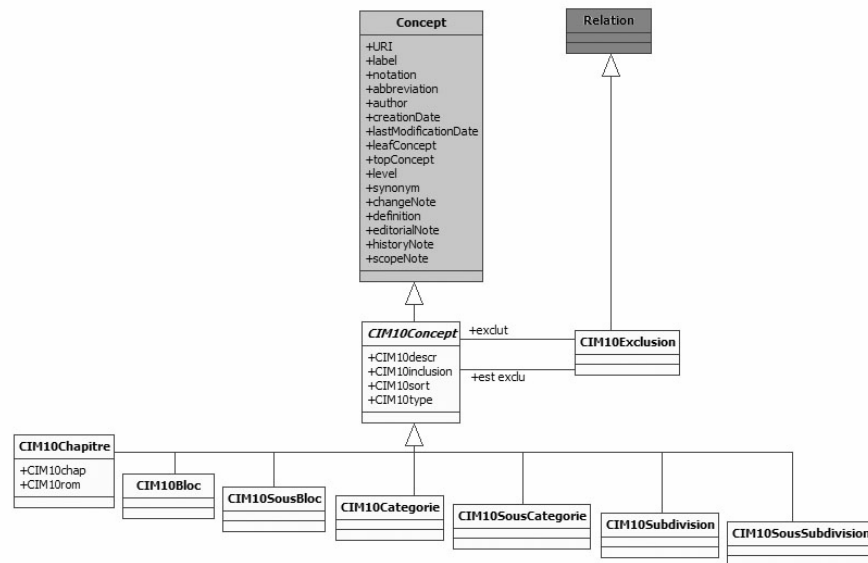 Concept
+URI
+label
+notation
+abbreviation
+author
+creationDate
+lastModificationDate
+leafConcept
+topConcept
+level
+synonym
+changeNote
+definition
+editorialNote
+historyNote
+scopeNote
Relation
CIM10Concept
+CIM10descr
+CIM10inclusion
+CIM10sort
+CIM10type
+exclut
+est exclu
CIM10Exclusion
CIM10Chapitre
+CIM10chap
+CIM10rom
CIM10Bloc
CIM10SousBloc
CIM10Categorie
CIM10SousCategorie
CIM10Subdivision
CIM10SousSubdivision